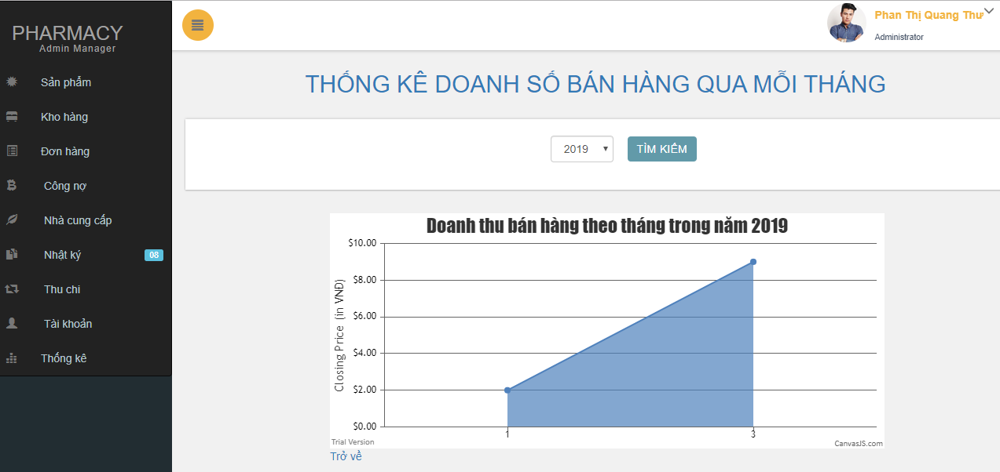 PHARMACY
Admin Manager
Sản phẩm
Kho hàng
Đơn hàng
Công nợ
Nhà cung cấp
Nhật ký 08
Thu chi
Tài khoản
Thống kê
Phan Thị Quang Thư
Administrator
THỐNG KÊ DOANH SỐ BÁN HÀNG QUA MỖI THÁNG
2019 TÌM KIẾM
Doanh thu bán hàng theo tháng trong năm 2019
Closing Price (in VNĐ)
$10.00
$8.00
$6.00
$4.00
$2.00
$0.00
1 3
Trial Version CanvasJS.com
Trở về